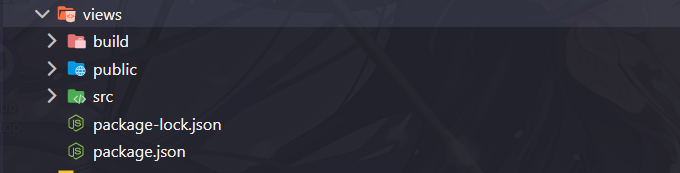 views
build
public
src
package-lock.json
package.json